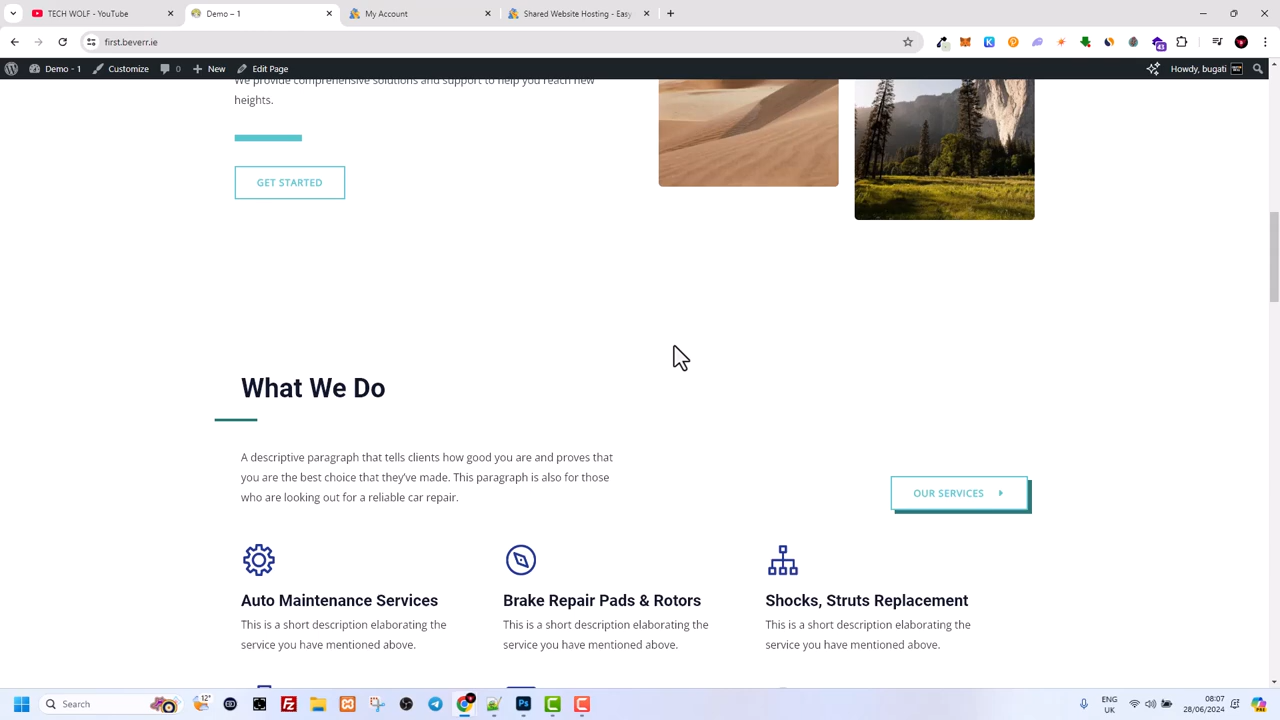 TECH WOLF - YouTube
Demo – 1
My Account
Shared Website Hosting - Easy
first.beverr.ie
43
Demo – 1
Customize
0
New
Edit Page
Howdy, bugati
We provide comprehensive solutions and support to help you reach new
heights.
GET STARTED
What We Do
A descriptive paragraph that tells clients how good you are and proves that
you are the best choice that they've made. This paragraph is also for those
who are looking out for a reliable car repair.
OUR SERVICES
Auto Maintenance Services
This is a short description elaborating the
service you have mentioned above.
Brake Repair Pads & Rotors
This is a short description elaborating the
service you have mentioned above.
Shocks, Struts Replacement
This is a short description elaborating the
service you have mentioned above.
Search
12°
ENG
UK
08:07
28/06/2024